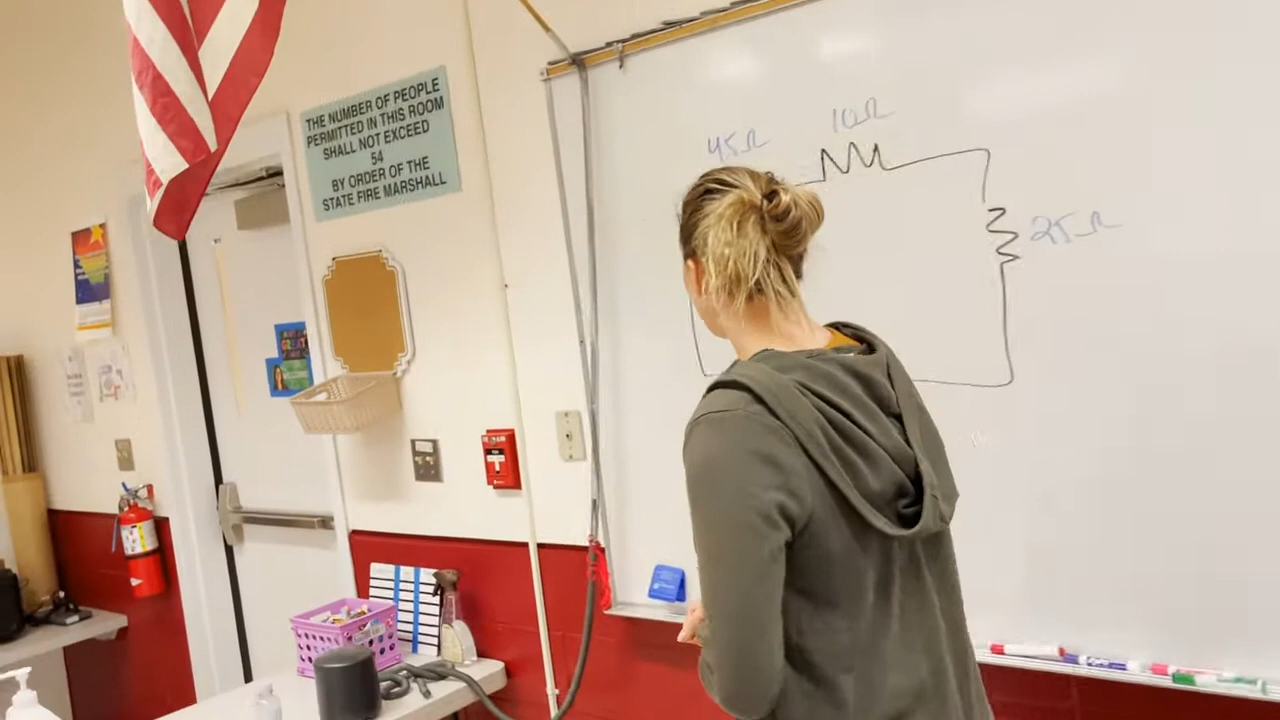 THE NUMBER OF PEOPLE
PERMITTED IN THIS ROOM
SHALL NOT EXCEED
54
BY ORDER OF THE
STATE FIRE MARSHALL
45Ω
10Ω
25Ω
GREAT